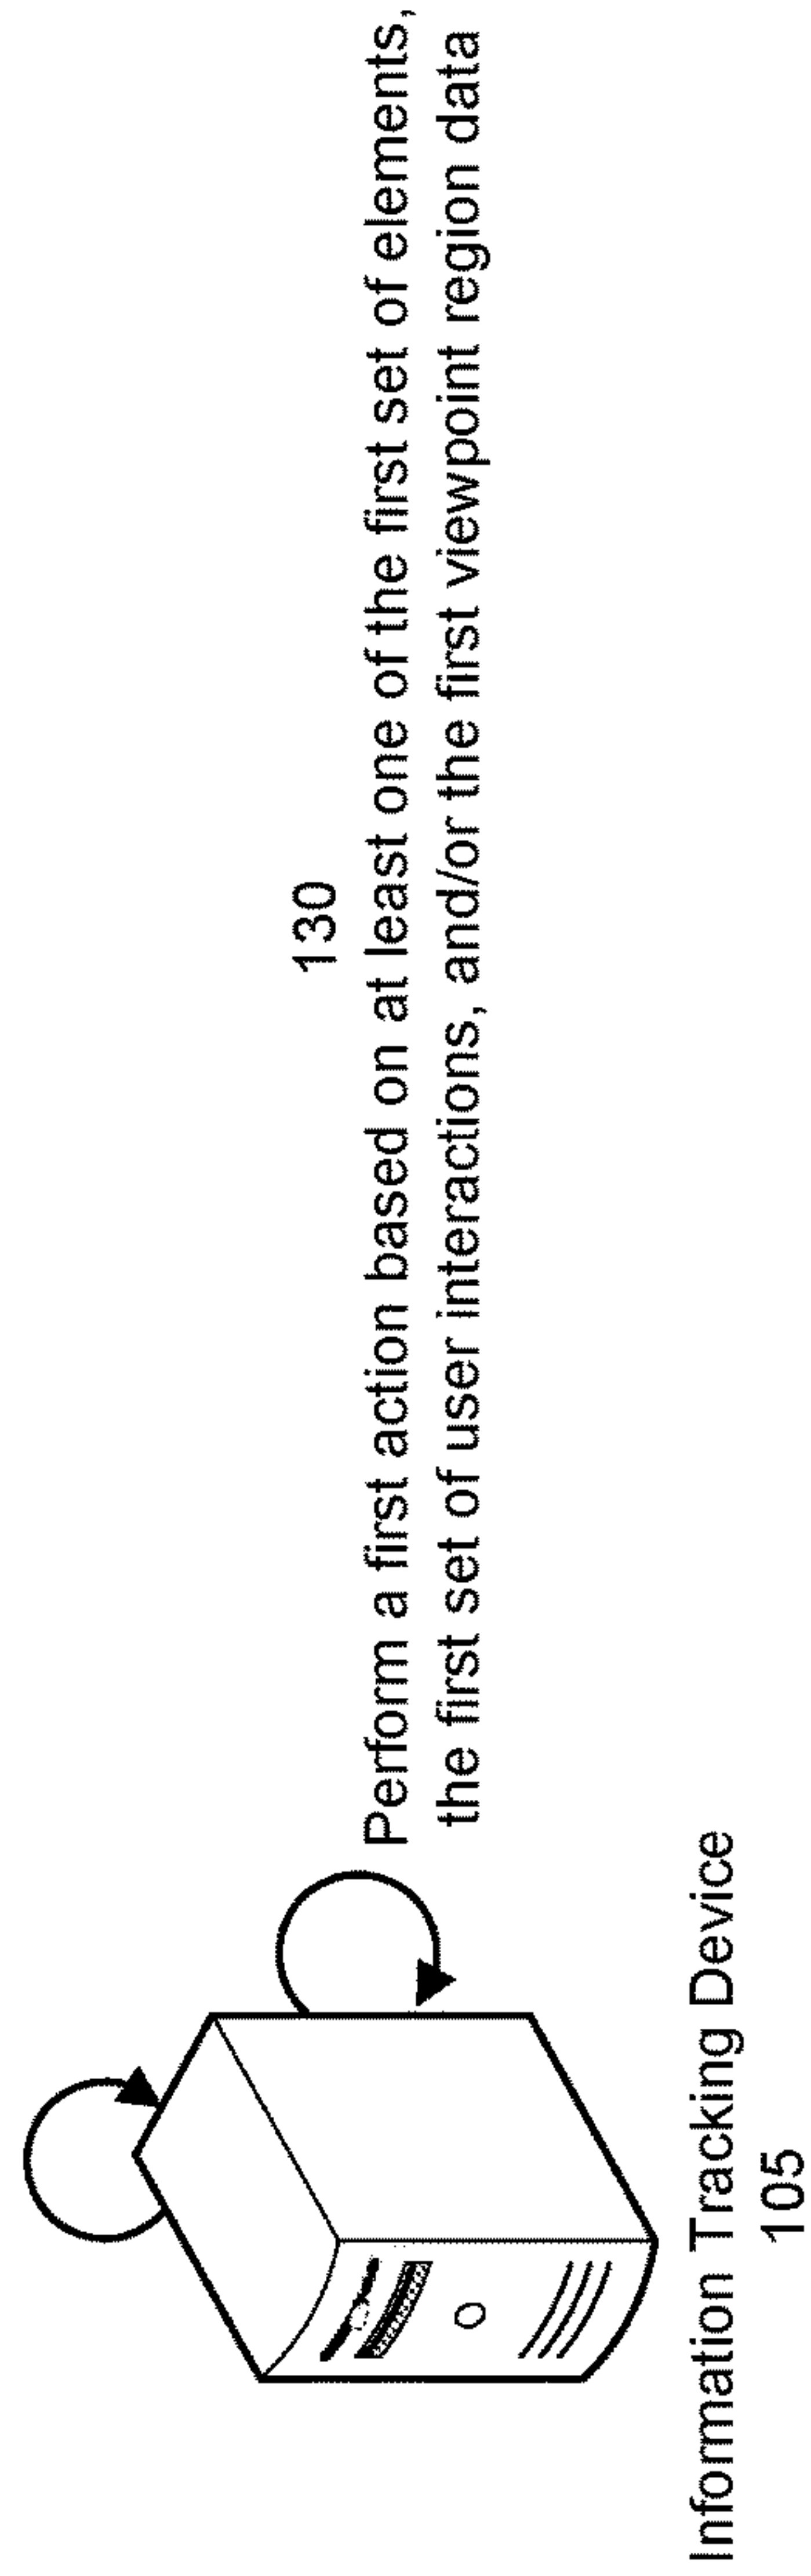 130
Perform a first action based on at least one of the first set of elements,
the first set of user interactions, and/or the first viewpoint region data
Information Tracking Device
105